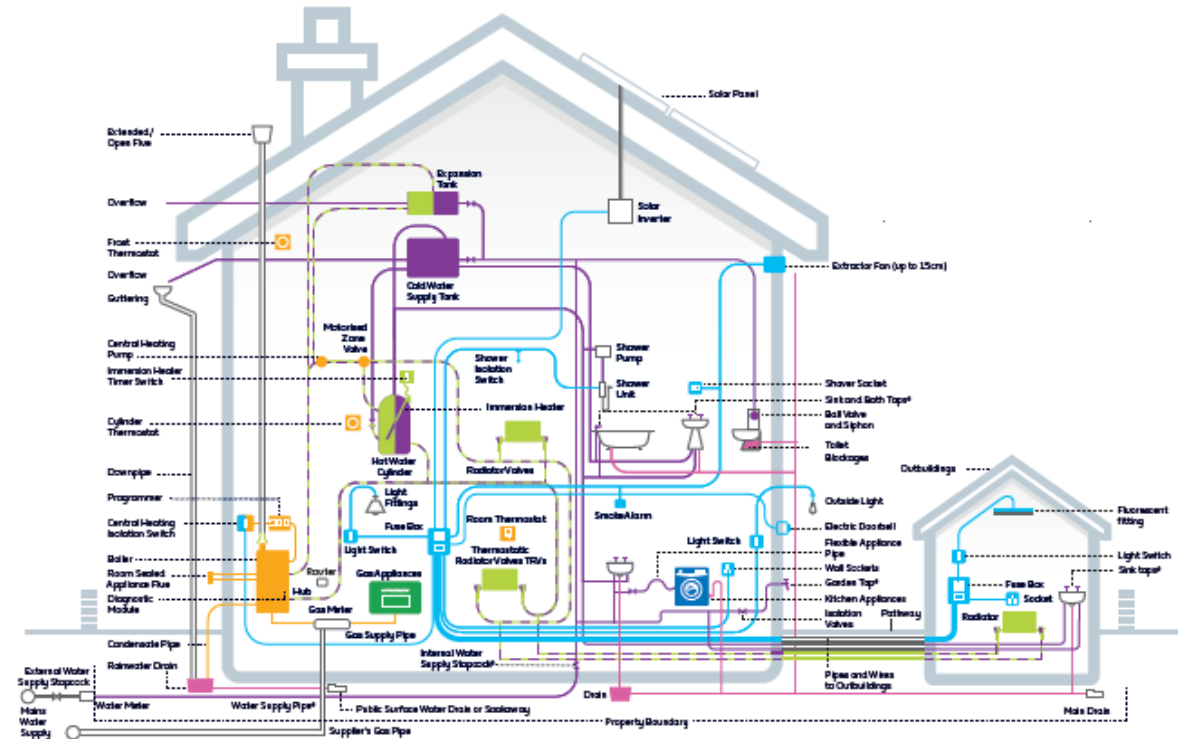 Solar Panel
Extended/
Open Flue
Expansion
Tank
Overflow
Solar
Inverter
Frost
Thermostat
Extractor Fan (up to 15cm)
Overflow
Guttering
Cold Water
Supply Tank
Motorised
Zone
Valve
Central Heating
Pump
Shower
Pump
Immersion Heater
Timer Switch
Shower
Isolation
Switch
Shower
Unit
Shaver Socket
Sink and Bath Taps
Immersion Heater
Ball Valve
and Siphon
Cylinder
Thermostat
Toilet
Blockages
Hot Water
Cylinder
Radiator Valves
Outbuildings
Downpipe
Light
Fittings
Programmer
Outside Light
Fluorescent
fitting
Central Heating
Isolation Switch
Fuse Box
Room Thermostat
Smoke Alarm
Electric Doorbell
Light Switch
Light Switch
Flexible Appliance
Pipe
Light Switch
Boiler
Thermostatic
Radiator Valves TRVs
Wall Sockets
Sink taps
Room Sealed
Appliance Flue
Router
Gas Appliances
Garden Tap
Fuse Box
Hub
Kitchen Appliances
Socket
Diagnostic
Module
Gas Meter
Isolation
Valves
Pathway
Radiator
Gas Supply Pipe
Condensate Pipe
Internal Water
Supply Stopcock
Rainwater Drain
External Water
Supply Stopcock
Pipes and Wires
to Outbuildings
Drain
Main Drain
Water Meter
Water Supply Pipe
Public Surface Water Drain or Soakaway
Property Boundary
Mains
Water
Supply
Supplier's Gas Pipe